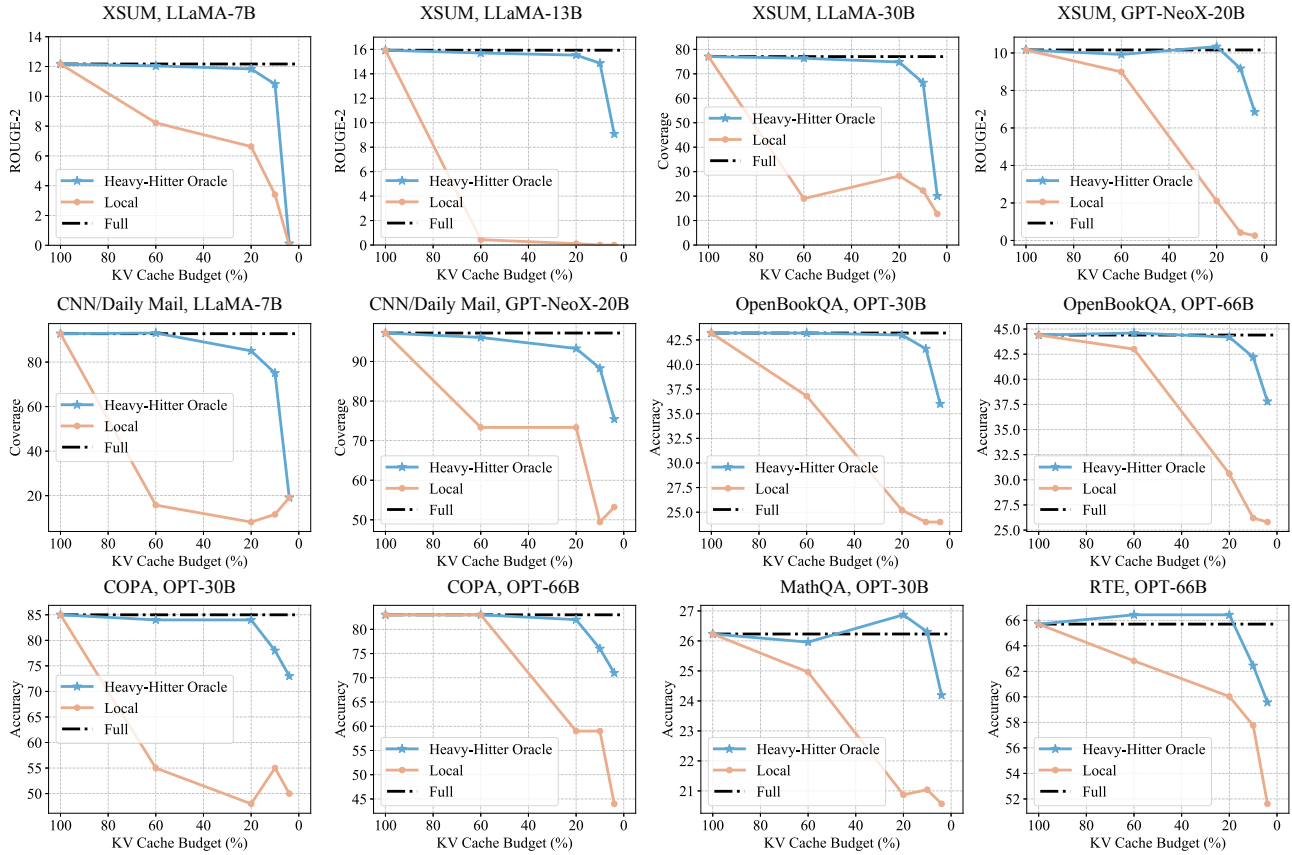 XSUM, LLaMA-7B
ROUGE-2
14
12
10
8
6
4
2
0
Heavy-Hitter Oracle
Local
Full
100 80 60 40 20 0
KV Cache Budget (%)
XSUM, LLaMA-13B
ROUGE-2
16
14
12
10
8
6
4
2
0
Heavy-Hitter Oracle
Local
Full
100 80 60 40 20 0
KV Cache Budget (%)
XSUM, LLaMA-30B
Coverage
80
70
60
50
40
30
20
10
0
Heavy-Hitter Oracle
Local
Full
100 80 60 40 20 0
KV Cache Budget (%)
XSUM, GPT-NeoX-20B
ROUGE-2
10
8
6
4
2
0
Heavy-Hitter Oracle
Local
Full
100 80 60 40 20 0
KV Cache Budget (%)
CNN/Daily Mail, LLaMA-7B
Coverage
80
60
40
20
Heavy-Hitter Oracle
Local
Full
100 80 60 40 20 0
KV Cache Budget (%)
CNN/Daily Mail, GPT-NeoX-20B
Coverage
90
80
70
60
50
Heavy-Hitter Oracle
Local
Full
100 80 60 40 20 0
KV Cache Budget (%)
OpenBookQA, OPT-30B
Accuracy
42.5
40.0
37.5
35.0
32.5
30.0
27.5
25.0
Heavy-Hitter Oracle
Local
Full
100 80 60 40 20 0
KV Cache Budget (%)
OpenBookQA, OPT-66B
Accuracy
45.0
42.5
40.0
37.5
35.0
32.5
30.0
27.5
25.0
Heavy-Hitter Oracle
Local
Full
100 80 60 40 20 0
KV Cache Budget (%)
COPA, OPT-30B
Accuracy
85
80
75
70
65
60
55
50
Heavy-Hitter Oracle
Local
Full
100 80 60 40 20 0
KV Cache Budget (%)
COPA, OPT-66B
Accuracy
80
75
70
65
60
55
50
45
Heavy-Hitter Oracle
Local
Full
100 80 60 40 20 0
KV Cache Budget (%)
MathQA, OPT-30B
Accuracy
27
26
25
24
23
22
21
Heavy-Hitter Oracle
Local
Full
100 80 60 40 20 0
KV Cache Budget (%)
RTE, OPT-66B
Accuracy
66
64
62
60
58
56
54
52
Heavy-Hitter Oracle
Local
Full
100 80 60 40 20 0
KV Cache Budget (%)